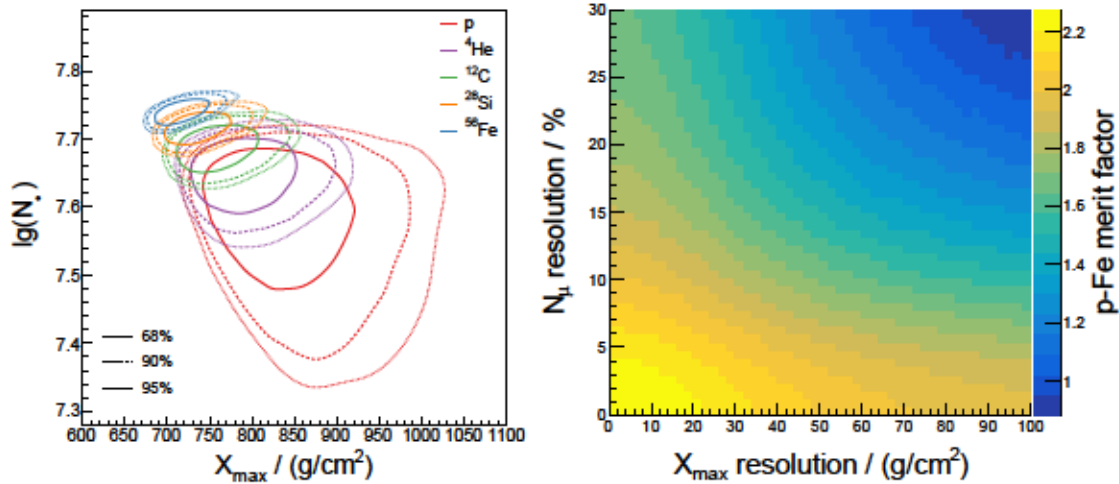 p
⁴He
¹²C
²⁸Si
⁵⁶Fe
7.8
7.7
7.6
7.5
7.4
7.3
lg(N•)
68%
90%
95%
600 650 700 750 800 850 900 950 1000 1050 1100
Xmax / (g/cm²)
30
25
20
15
10
5
0
Nμ resolution / %
0 10 20 30 40 50 60 70 80 90 100
Xmax resolution / (g/cm²)
2.2
2
1.8
1.6
1.4
1.2
1
p-Fe merit factor